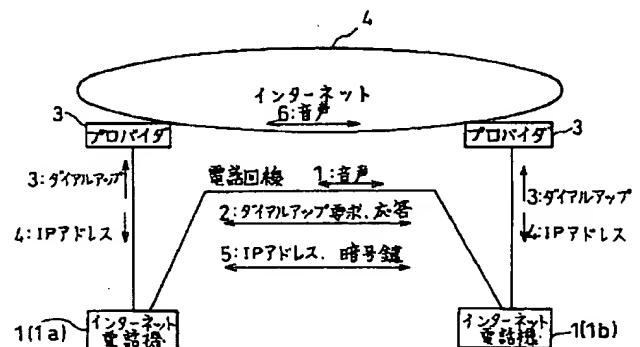 4
インターネット
6:音声
3
プロバイダ
プロバイダ
3
電話回線
1:音声
3:ダイアルアップ
2:ダイアルアップ要求、応答
3:ダイアルアップ
4:IPアドレス
5:IPアドレス、暗号鍵
4:IPアドレス
1(1a)
インターネット
電話機
インターネット
電話機
1(1b)